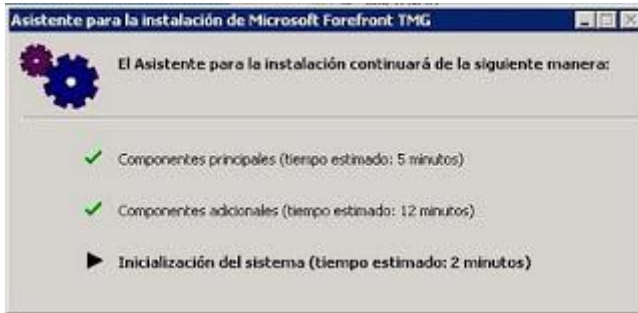 Asistente para la instalación de Microsoft Forefront TMG
El Asistente para la instalación continuará de la siguiente manera:
Componentes principales (tiempo estimado: 5 minutos)
Componentes adicionales (tiempo estimado: 12 minutos)
Inicialización del sistema (tiempo estimado: 2 minutos)